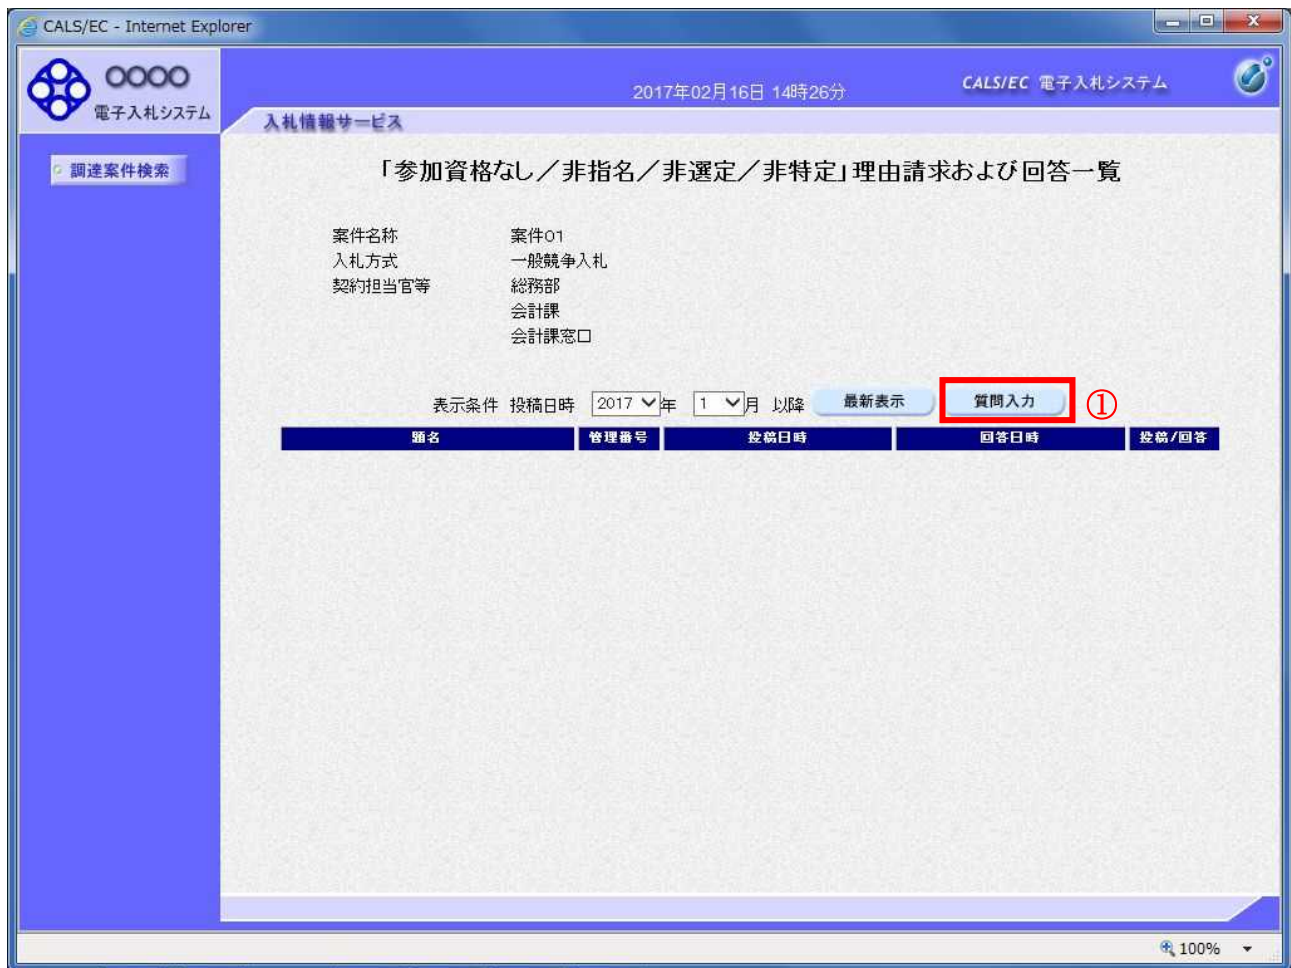 CALS/EC - Internet Explorer
OOOO
電子入札システム
2017年02月16日 14時26分
CALS/EC 電子入札システム
入札情報サービス
調達案件検索
「参加資格なし／非指名／非選定／非特定」理由請求および回答一覧
案件名称 案件01
入札方式 一般競争入札
契約担当官等 総務部
会計課
会計課窓口
表示条件 投稿日時 2017 年 1 月 以降 最新表示 質問入力 ①
題名 管理番号 投稿日時 回答日時 投稿/回答
100%